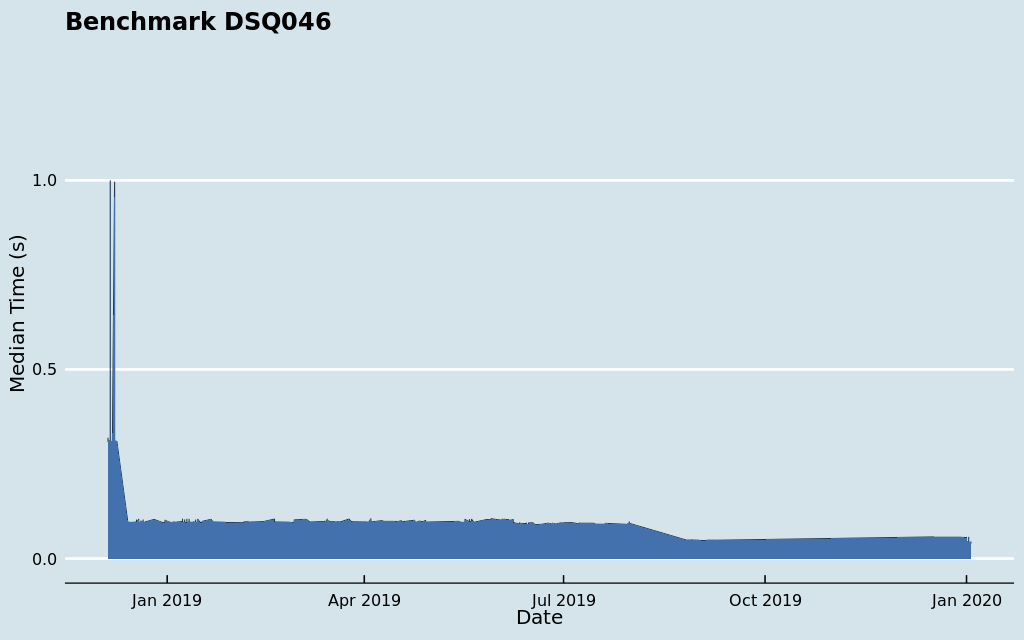 Benchmark DSQ046
1.0
0.5
0.0
Median Time (s)
Jan 2019
Apr 2019
Jul 2019
Oct 2019
Jan 2020
Date